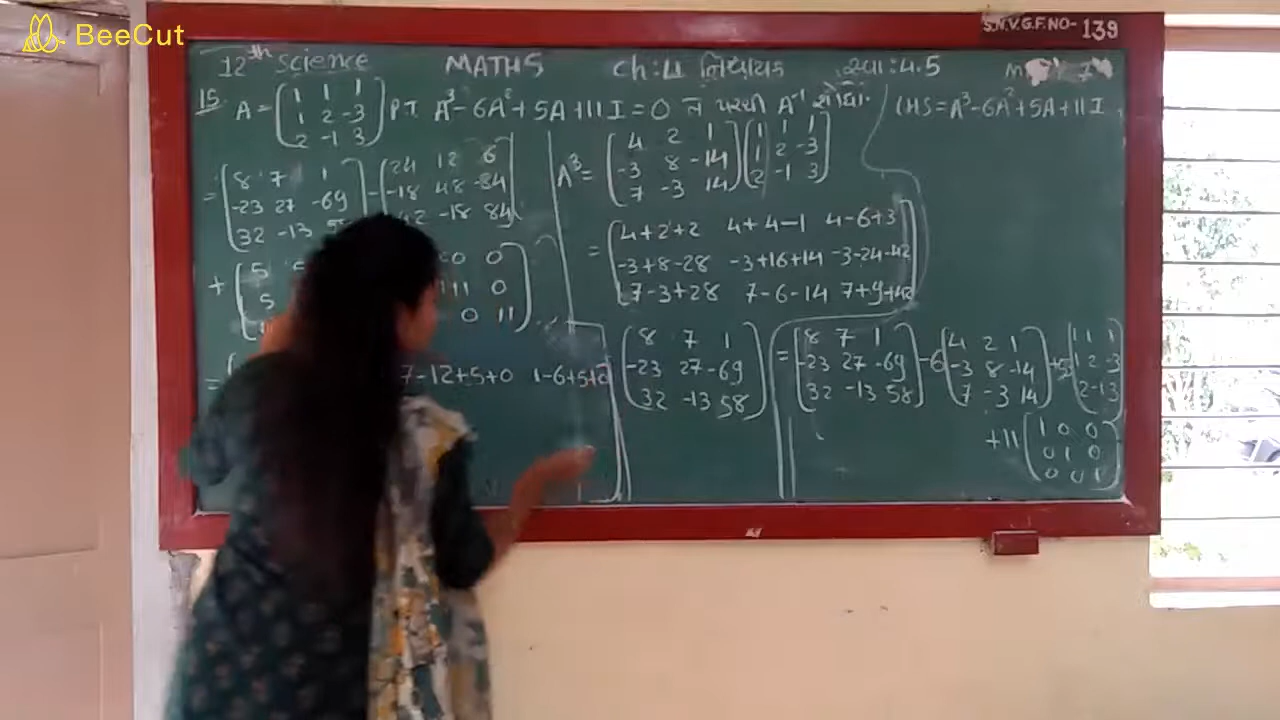 BeeCut
S.N.V.G.F.NO- 139
12th Science MATHS Ch:4 નિશ્ચાયક સ્વા:4.5
15. A = (1 1 1 P.T. A³-6A²+5A+11I=0 ને પરથી A⁻¹ શોધો. LHS=A³-6A²+5A+11I
1 2 -3
2 -1 3)
= (8 7 1
-23 27 -69
32 -13
- (24 12 6
-18 48 -84
42 -18 84)
+ (5
5
0 0
11 0
0 11)
=
7-12+5+0 1-6+5+0
A³ = (4 2 1
-3 8 -14
7 -3 14)
(1 1 1
1 2 -3
2 -1 3)
= (4+2+2 4+4-1 4-6+3
-3+8-28 -3+16+14 -3-24-42
7-3+28 7-6-14 7+9+42)
(8 7 1
-23 27 -69
32 -13 58)
= (8 7 1
-23 27 -69
32 -13 58)
-6 (4 2 1
-3 8 -14
7 -3 14)
+5 (1 1 1
1 2 -3
2 -1 3)
+11 (1 0 0
0 1 0
0 0 1)